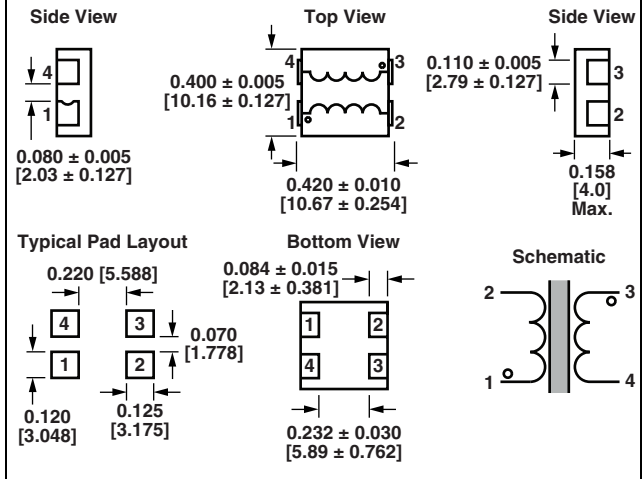 Side View
Top View
Side View
4
1
0.080 ± 0.005
[2.03 ± 0.127]
0.400 ± 0.005
[10.16 ± 0.127]
4
3
1
2
0.420 ± 0.010
[10.67 ± 0.254]
0.110 ± 0.005
[2.79 ± 0.127]
3
2
0.158
[4.0]
Max.
Typical Pad Layout
0.220 [5.588]
4
3
1
2
0.070
[1.778]
0.120
[3.048]
0.125
[3.175]
Bottom View
0.084 ± 0.015
[2.13 ± 0.381]
1
2
4
3
0.232 ± 0.030
[5.89 ± 0.762]
Schematic
2
3
1
4